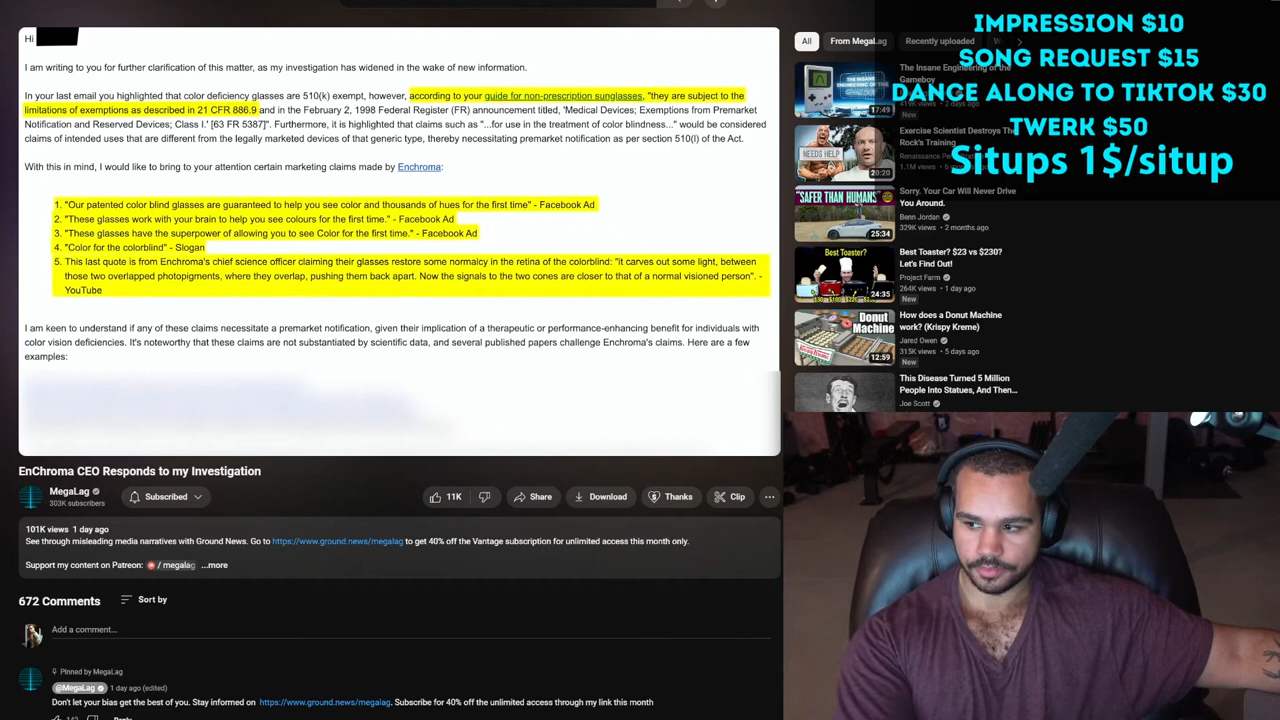 Hi
I am writing to you for further clarification of this matter, as my investigation has widened in the wake of new information.
In your last email you highlighted that color deficiency glasses are 510(k) exempt, however, according to your guide for non-prescription sunglasses, "they are subject to the
limitations of exemptions as described in 21 CFR 886.9 and in the February 2, 1998 Federal Register (FR) announcement titled, 'Medical Devices; Exemptions from Premarket
Notification and Reserved Devices; Class I.' [63 FR 5387]". Furthermore, it is highlighted that claims such as "...for use in the treatment of color blindness..." would be considered
claims of intended uses that are different from the legally marketed devices of that generic type, thereby necessitating premarket notification as per section 510(l) of the Act.
With this in mind, I would like to bring to your attention certain marketing claims made by Enchroma:
1. "Our patented color blind glasses are guaranteed to help you see color and thousands of hues for the first time" - Facebook Ad
2. "These glasses work with your brain to help you see colours for the first time." - Facebook Ad
3. "These glasses have the superpower of allowing you to see Color for the first time." - Facebook Ad
4. "Color for the colorblind" - Slogan
5. This last quote is from Enchroma's chief science officer claiming their glasses restore some normalcy in the retina of the colorblind: "it carves out some light, between
those two overlapped photopigments, where they overlap, pushing them back apart. Now the signals to the two cones are closer to that of a normal visioned person". -
YouTube
I am keen to understand if any of these claims necessitate a premarket notification, given their implication of a therapeutic or performance-enhancing benefit for individuals with
color vision deficiencies. It's noteworthy that these claims are not substantiated by scientific data, and several published papers challenge Enchroma's claims. Here are a few
examples:
EnChroma CEO Responds to my Investigation
MegaLag
303K subscribers
Subscribed
11K
Share
Download
Thanks
Clip
101K views 1 day ago
See through misleading media narratives with Ground News. Go to https://www.ground.news/megalag to get 40% off the Vantage subscription for unlimited access this month only.
Support my content on Patreon: / megalag ...more
672 Comments
Sort by
Add a comment...
Pinned by MegaLag
@MegaLag 1 day ago (edited)
Don't let your bias get the best of you. Stay informed on https://www.ground.news/megalag. Subscribe for 40% off the unlimited access through my link this month
Reply
All
From MegaLag
Recently uploaded
IMPRESSION $10
SONG REQUEST $15
DANCE ALONG TO TIKTOK $30
TWERK $50
Situps 1$/situp
The Insane Engineering of the
Gameboy
419K views
17:49
Exercise Scientist Destroys The
Rock's Training
Renaissance
1.1M views
NEEDS HELP
20:20
Sorry. Your Car Will Never Drive
You Around.
Benn Jordan
329K views • 2 months ago
"SAFER THAN HUMANS"
25:34
Best Toaster? $23 vs $230?
Let's Find Out!
Project Farm
264K views • 1 day ago
New
Best Toaster?
24:35
How does a Donut Machine
work? (Krispy Kreme)
Jared Owen
315K views • 5 days ago
New
Donut
Machine
12:59
This Disease Turned 5 Million
People Into Statues, And Then...
Joe Scott